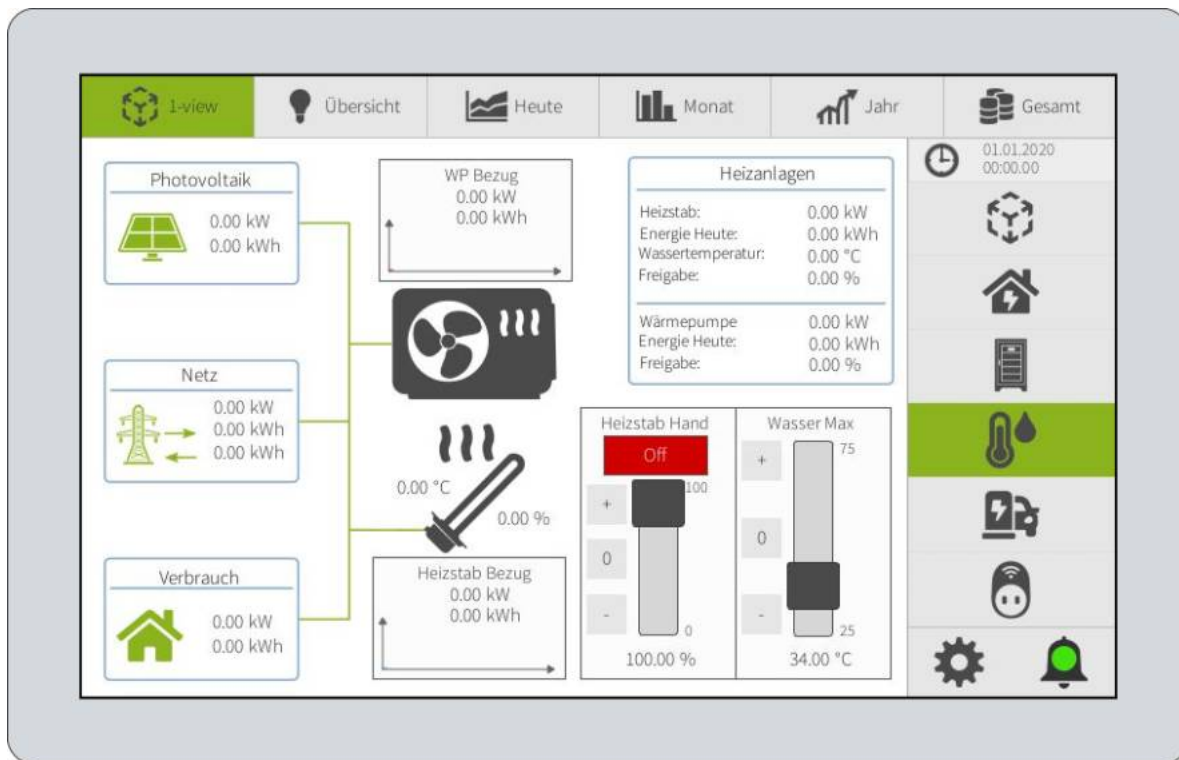 1-view
Übersicht
Heute
Monat
Jahr
Gesamt
01.01.2020
00:00.00
Photovoltaik
0.00 kW
0.00 kWh
WP Bezug
0.00 kW
0.00 kWh
Heizanlagen
Heizstab: 0.00 kW
Energie Heute: 0.00 kWh
Wassertemperatur: 0.00 °C
Freigabe: 0.00 %
Wärmepumpe 0.00 kW
Energie Heute: 0.00 kWh
Freigabe: 0.00 %
Netz
0.00 kW
0.00 kWh
0.00 kWh
0.00 °C
0.00 %
Verbrauch
0.00 kW
0.00 kWh
Heizstab Bezug
0.00 kW
0.00 kWh
Heizstab Hand
Off
100
+
0
-
0
100.00 %
Wasser Max
75
+
0
-
25
34.00 °C